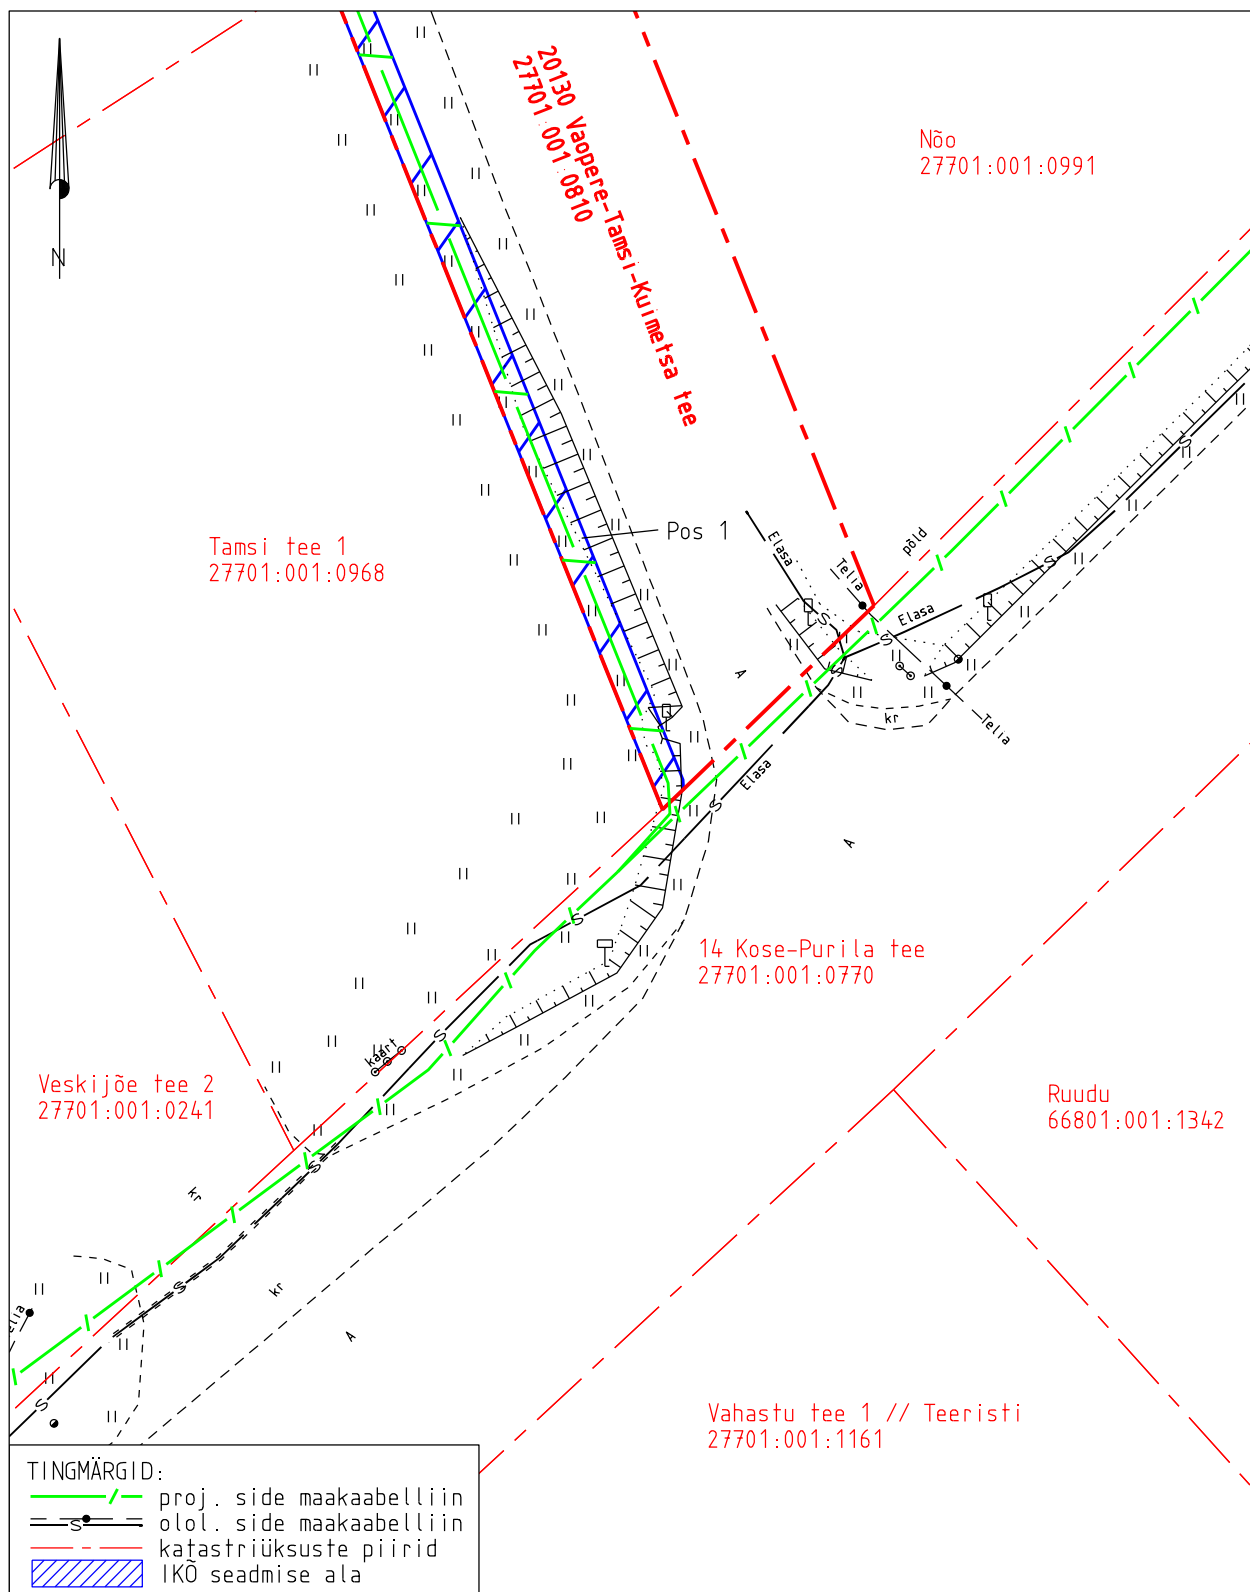 20130 Vaopere-Tamsi-Kuimetsa tee
27701:001:0810
Nõo
27701:001:0991
N
Tamsi tee 1
27701:001:0968
Pos 1
Elasa
Telia
põld
Elasa
kr
Telia
Elasa
14 Kose-Purila tee
27701:001:0770
kaart
Veskijõe tee 2
27701:001:0241
Ruudu
66801:001:1342
kr
kr
elia
Vahastu tee 1 // Teeristi
27701:001:1161
TINGMÄRGID:
proj. side maakaabelliin
olol. side maakaabelliin
katastriüksuste piirid
IKÕ seadmise ala